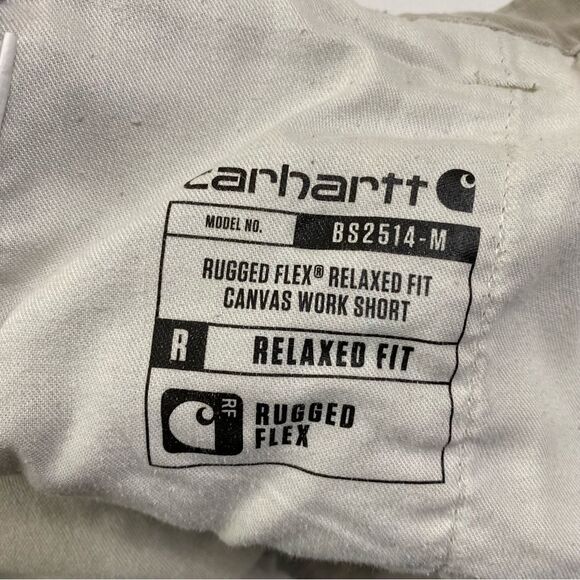 carhartt
MODEL NO. BS2514-M
RUGGED FLEX® RELAXED FIT
CANVAS WORK SHORT
R RELAXED FIT
RF
RUGGED
FLEX